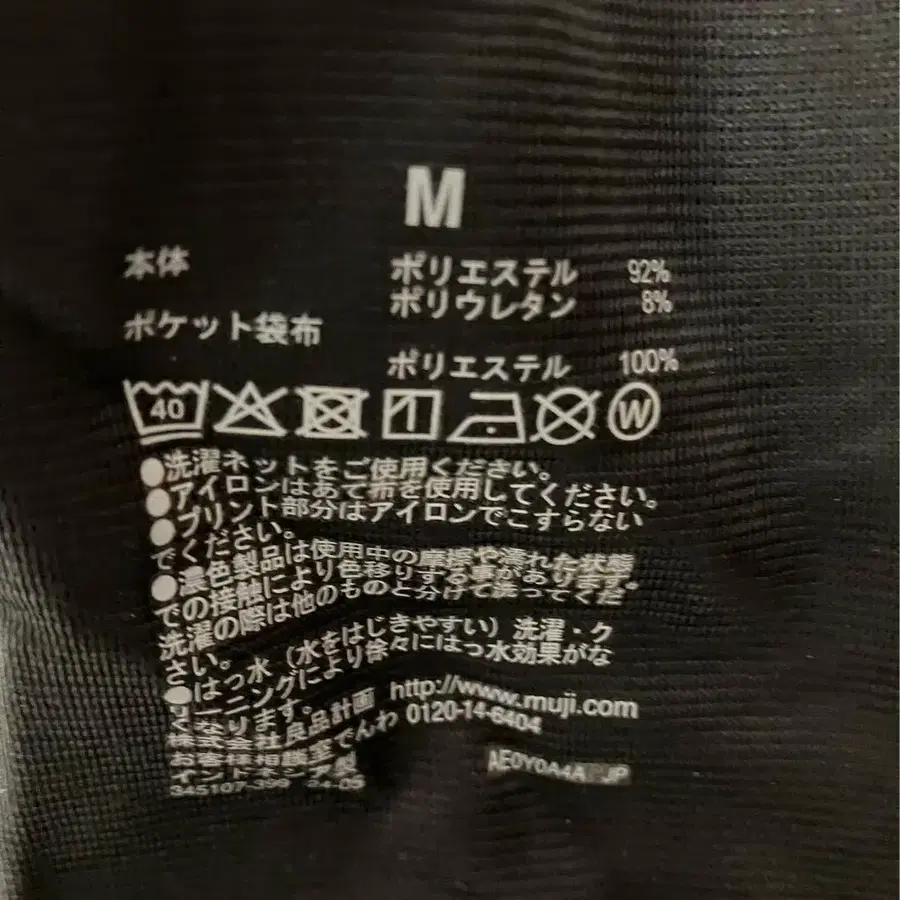 M
本体 ポリエステル 92%
ポリウレタン 8%
ポケット袋布
ポリエステル 100%
40 W
●洗濯ネットをご使用ください。
●アイロンはあて布を使用してください。
●プリント部分はアイロンでこすらない
でください。
●濃色製品は使用中の摩擦や濡れた状態
での接触により色移りする事があります。
洗濯の際は他のものと分けて洗ってくだ
さい。
●はっ水（水をはじきやすい）洗濯・ク
リーニングにより徐々にはっ水効果がな
くなります。
株式会社良品計画 http://www.muji.com
お客様相談室でんわ 0120-14-6404
インドネシア製
24-05
AE0Y0A4A JP